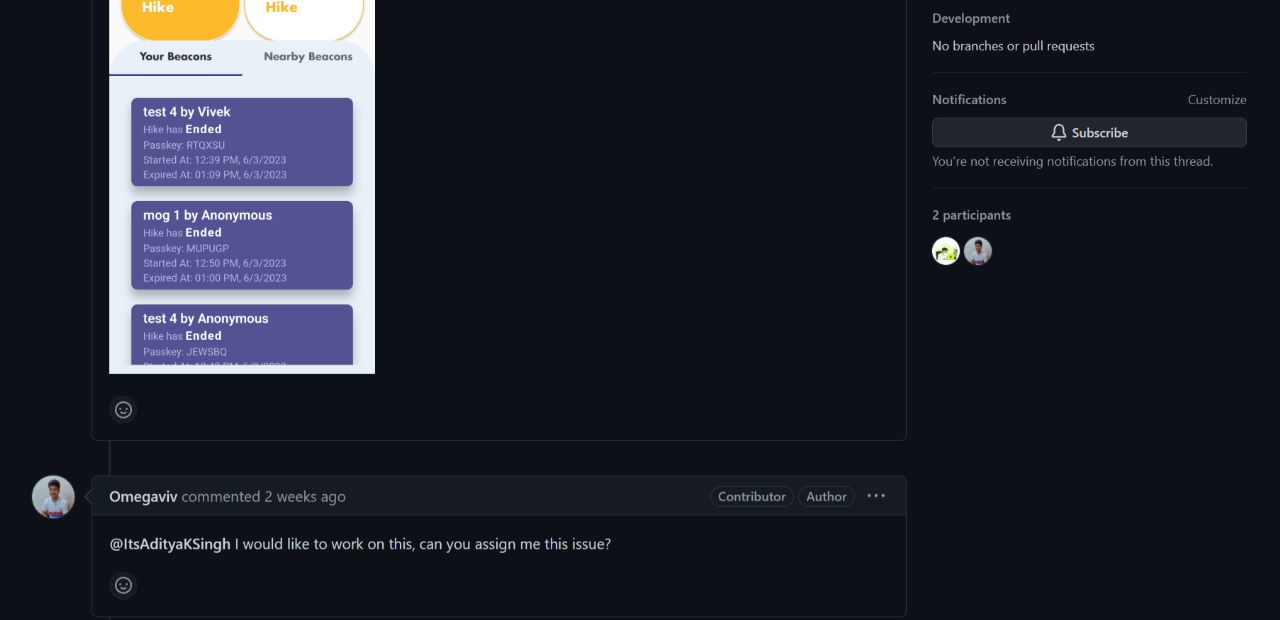 Hike
Hike
Your Beacons
Nearby Beacons
test 4 by Vivek
Hike has Ended
Passkey: RTQXSU
Started At: 12:39 PM, 6/3/2023
Expired At: 01:09 PM, 6/3/2023
mog 1 by Anonymous
Hike has Ended
Passkey: MUPUGP
Started At: 12:50 PM, 6/3/2023
Expired At: 01:00 PM, 6/3/2023
test 4 by Anonymous
Hike has Ended
Passkey: JEWSBQ
Started At:
Omegaviv commented 2 weeks ago
Contributor
Author
@ItsAdityaKSingh I would like to work on this, can you assign me this issue?
Development
No branches or pull requests
Notifications
Customize
Subscribe
You're not receiving notifications from this thread.
2 participants